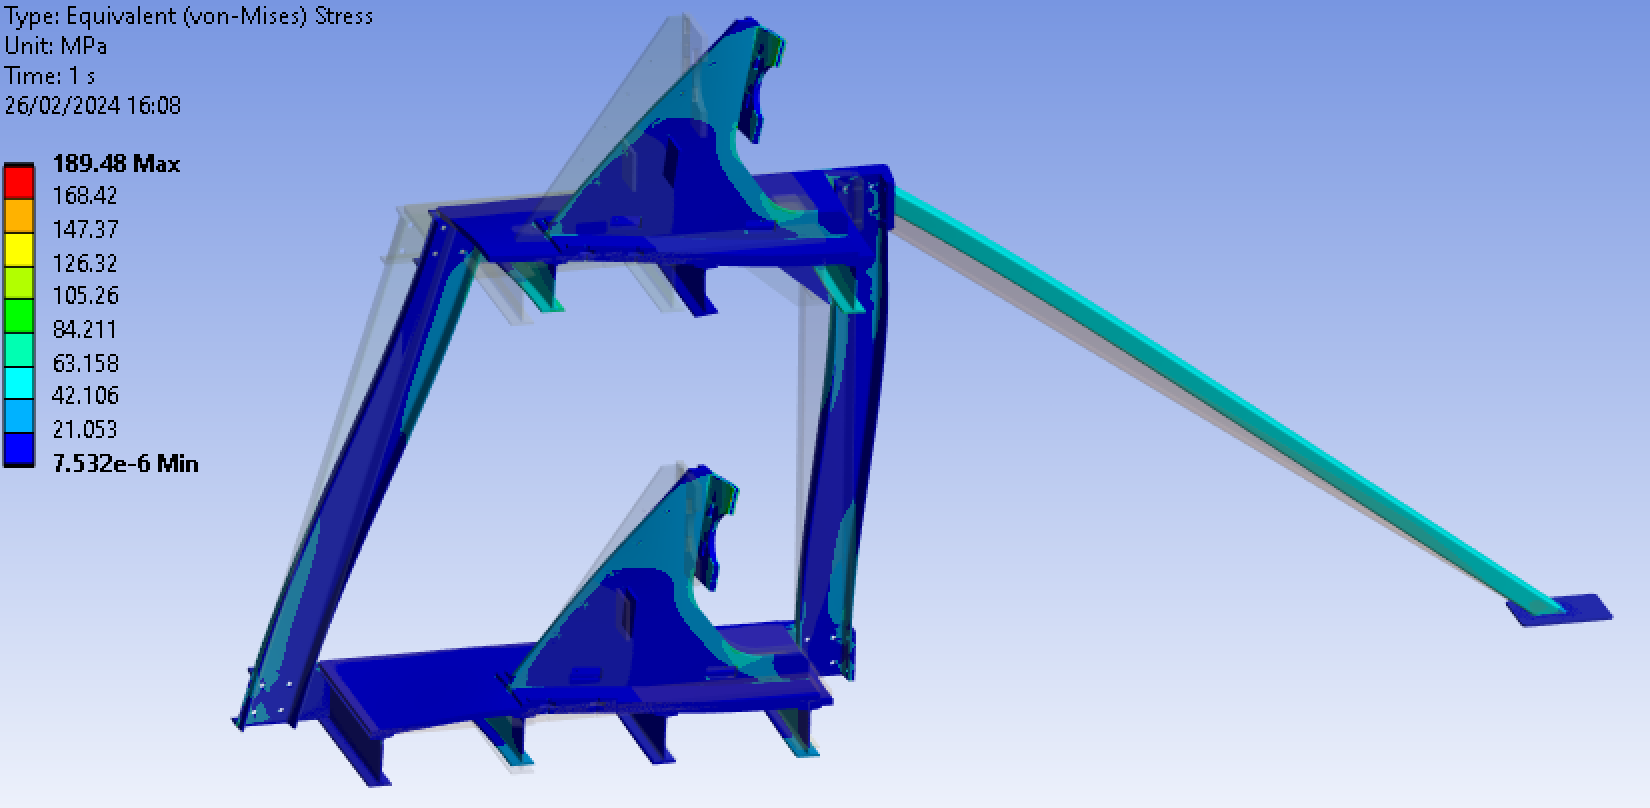 Type: Equivalent (von-Mises) Stress
Unit: MPa
Time: 1 s
26/02/2024 16:08
189.48 Max
168.42
147.37
126.32
105.26
84.211
63.158
42.106
21.053
7.532e-6 Min